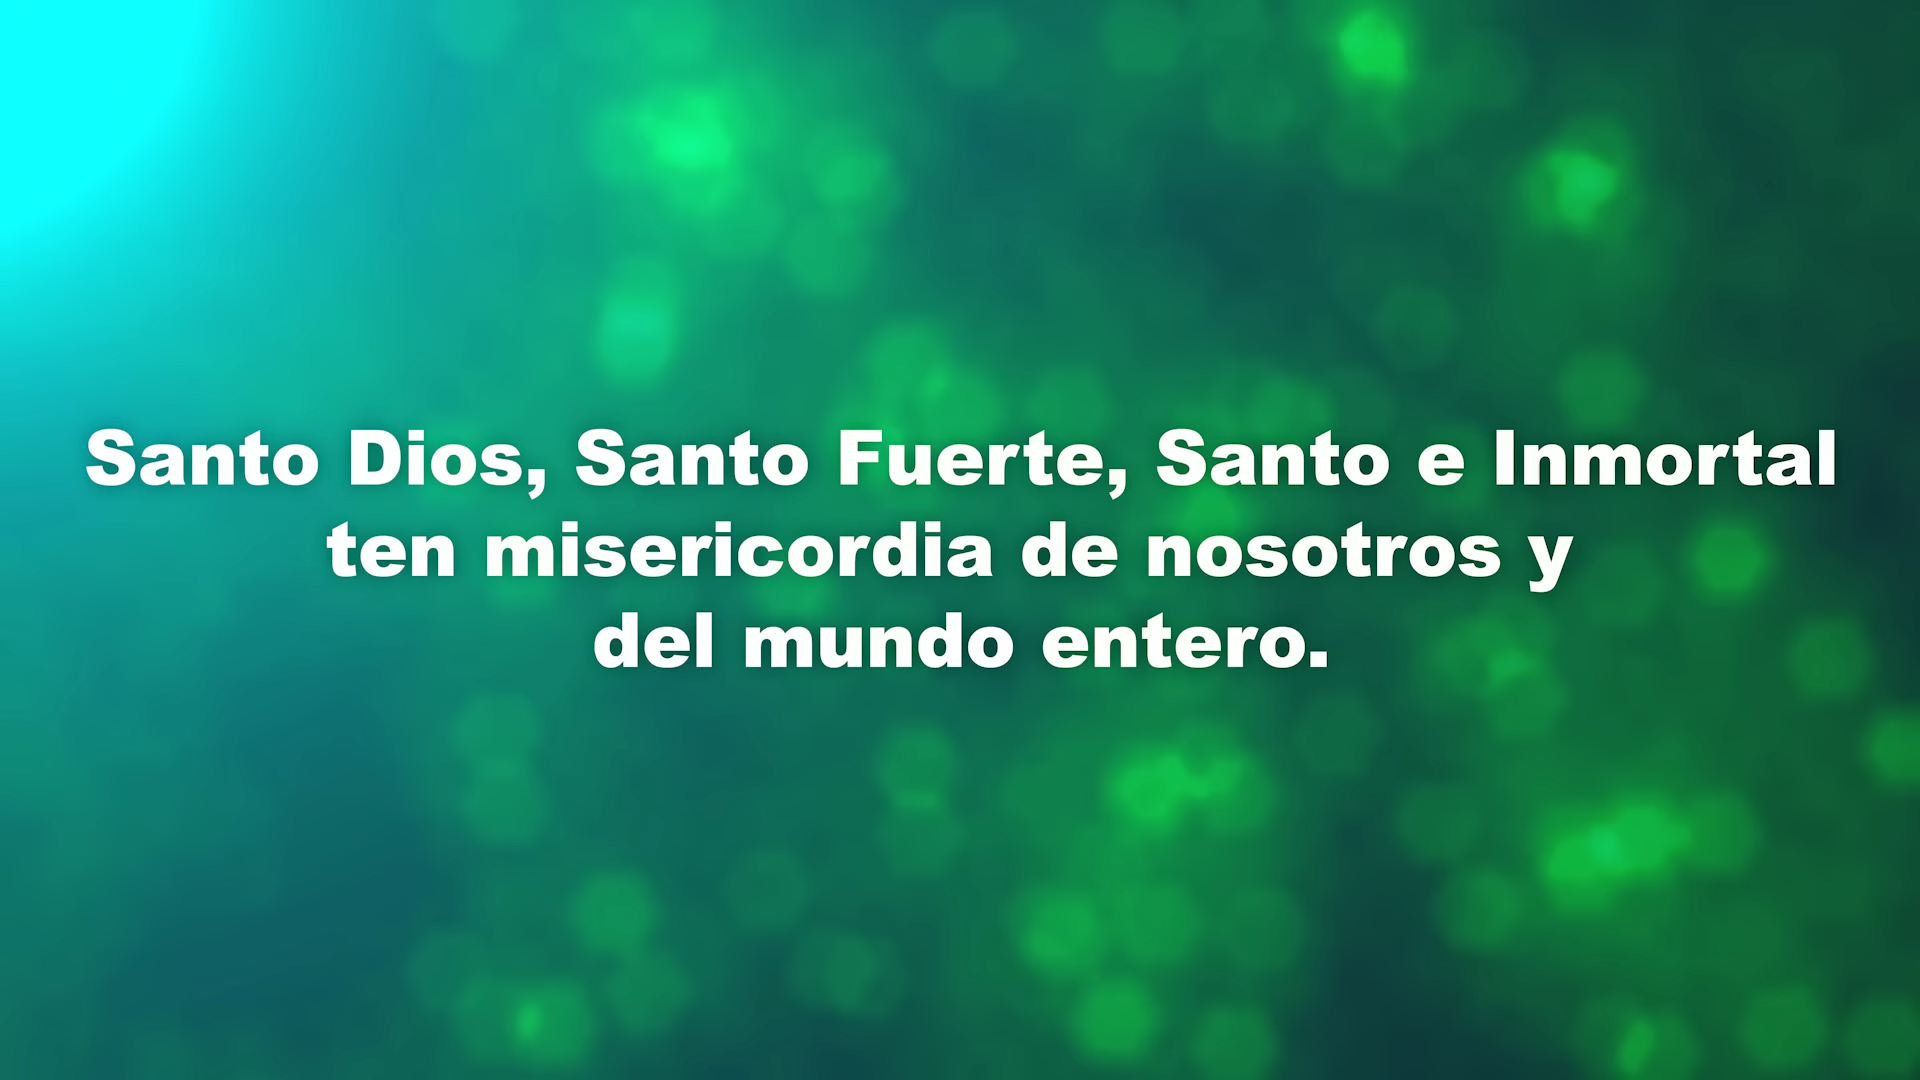 Santo Dios, Santo Fuerte, Santo e Inmortal
ten misericordia de nosotros y
del mundo entero.